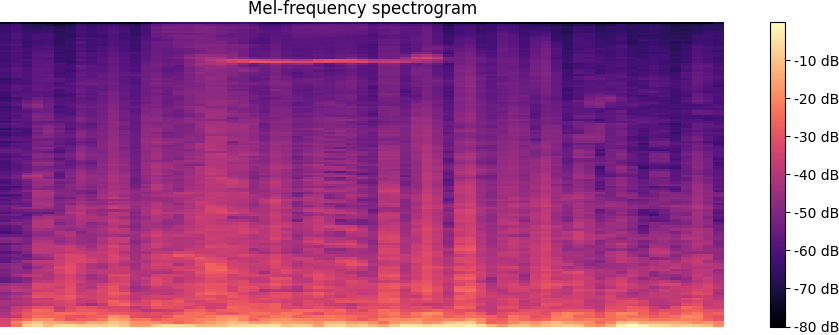 Mel-frequency spectrogram
-10 dB
-20 dB
-30 dB
-40 dB
-50 dB
-60 dB
-70 dB
-80 dB